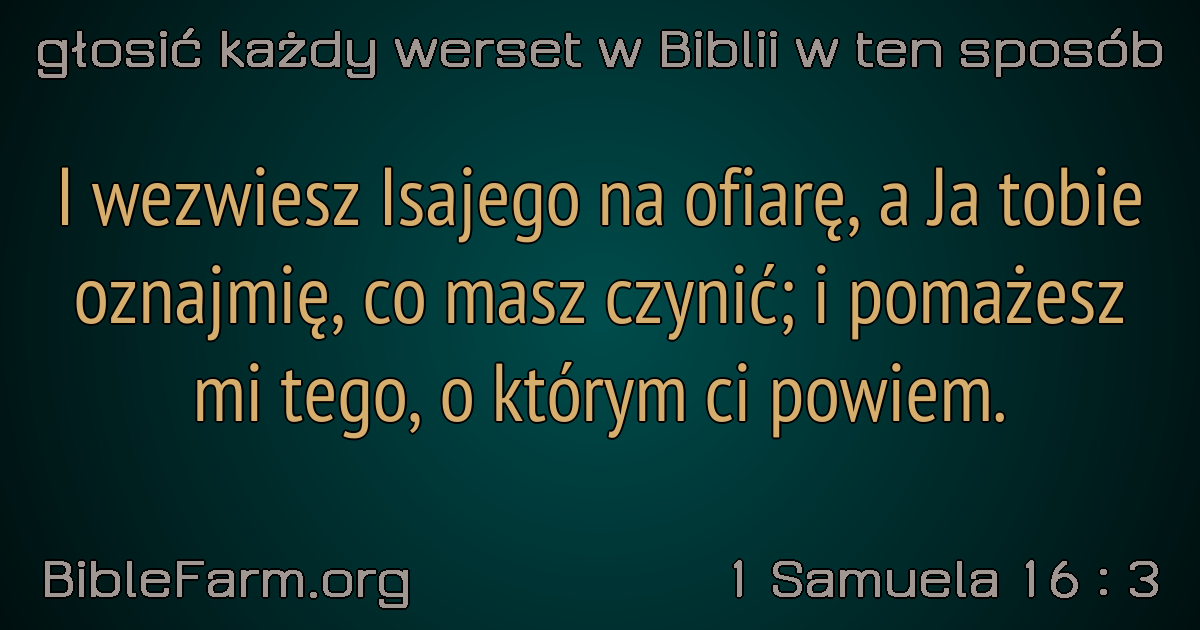 głosić każdy werset w Biblii w ten sposób
I wezwiesz Isajego na ofiarę, a Ja tobie
oznajmię, co masz czynić; i pomażesz
mi tego, o którym ci powiem.
BibleFarm.org
1 Samuela 16 : 3